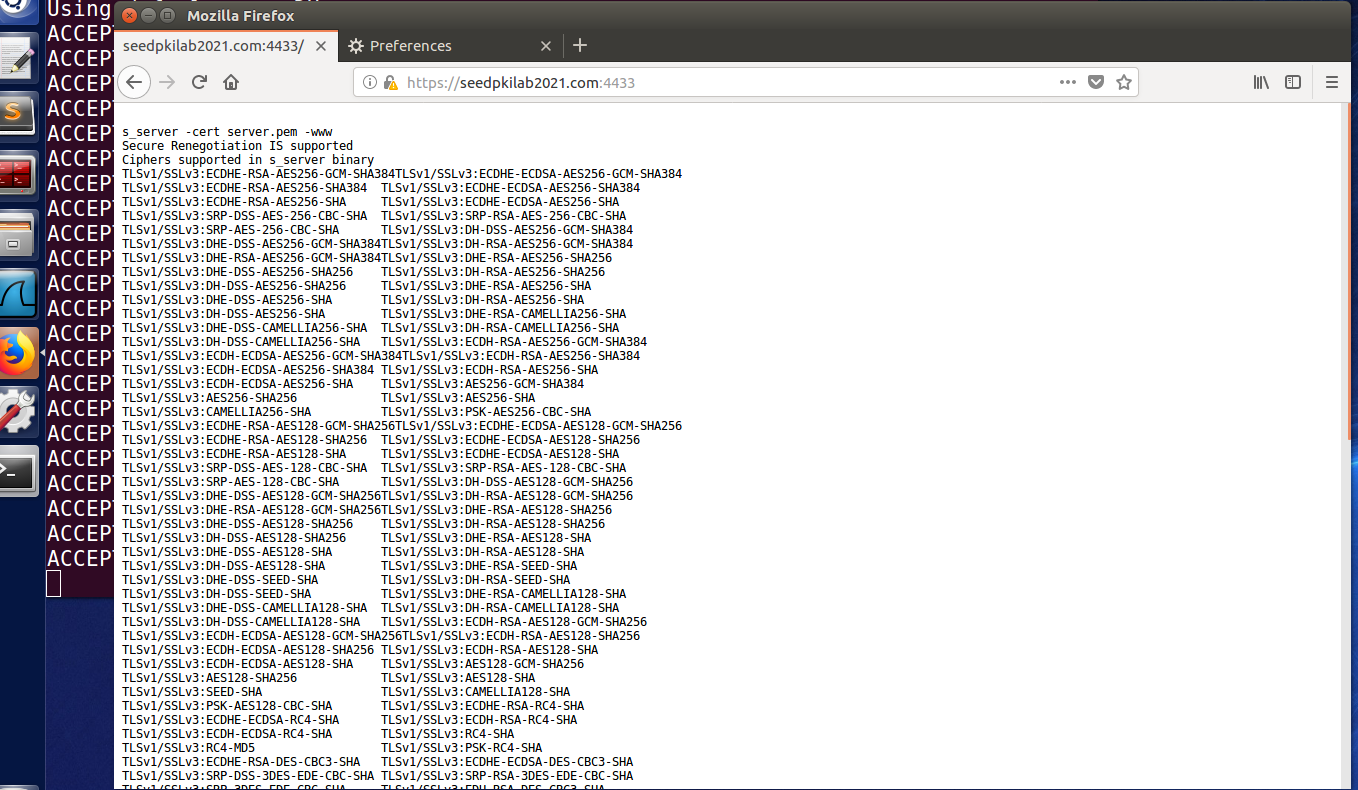 Using
Mozilla Firefox
ACCEPT
seedpkilab2021.com:4433/ Preferences
ACCEPT
ACCEPT
https://seedpkilab2021.com:4433
ACCEPT
ACCEPT
s_server -cert server.pem -www
Secure Renegotiation IS supported
Ciphers supported in s_server binary
TLSv1/SSLv3:ECDHE-RSA-AES256-GCM-SHA384TLSv1/SSLv3:ECDHE-ECDSA-AES256-GCM-SHA384
TLSv1/SSLv3:ECDHE-RSA-AES256-SHA384 TLSv1/SSLv3:ECDHE-ECDSA-AES256-SHA384
TLSv1/SSLv3:ECDHE-RSA-AES256-SHA TLSv1/SSLv3:ECDHE-ECDSA-AES256-SHA
TLSv1/SSLv3:SRP-DSS-AES-256-CBC-SHA TLSv1/SSLv3:SRP-RSA-AES-256-CBC-SHA
TLSv1/SSLv3:SRP-AES-256-CBC-SHA TLSv1/SSLv3:DH-DSS-AES256-GCM-SHA384
TLSv1/SSLv3:DHE-DSS-AES256-GCM-SHA384TLSv1/SSLv3:DH-RSA-AES256-GCM-SHA384
TLSv1/SSLv3:DHE-RSA-AES256-GCM-SHA384TLSv1/SSLv3:DHE-RSA-AES256-SHA256
TLSv1/SSLv3:DHE-DSS-AES256-SHA256 TLSv1/SSLv3:DH-RSA-AES256-SHA256
TLSv1/SSLv3:DH-DSS-AES256-SHA256 TLSv1/SSLv3:DHE-RSA-AES256-SHA
TLSv1/SSLv3:DHE-DSS-AES256-SHA TLSv1/SSLv3:DH-RSA-AES256-SHA
TLSv1/SSLv3:DH-DSS-AES256-SHA TLSv1/SSLv3:DHE-RSA-CAMELLIA256-SHA
TLSv1/SSLv3:DHE-DSS-CAMELLIA256-SHA TLSv1/SSLv3:DH-RSA-CAMELLIA256-SHA
TLSv1/SSLv3:DH-DSS-CAMELLIA256-SHA TLSv1/SSLv3:ECDH-RSA-AES256-GCM-SHA384
TLSv1/SSLv3:ECDH-ECDSA-AES256-GCM-SHA384TLSv1/SSLv3:ECDH-RSA-AES256-SHA384
TLSv1/SSLv3:ECDH-ECDSA-AES256-SHA384 TLSv1/SSLv3:ECDH-RSA-AES256-SHA
TLSv1/SSLv3:ECDH-ECDSA-AES256-SHA TLSv1/SSLv3:AES256-GCM-SHA384
TLSv1/SSLv3:AES256-SHA256 TLSv1/SSLv3:AES256-SHA
TLSv1/SSLv3:CAMELLIA256-SHA TLSv1/SSLv3:PSK-AES256-CBC-SHA
TLSv1/SSLv3:ECDHE-RSA-AES128-GCM-SHA256TLSv1/SSLv3:ECDHE-ECDSA-AES128-GCM-SHA256
TLSv1/SSLv3:ECDHE-RSA-AES128-SHA256 TLSv1/SSLv3:ECDHE-ECDSA-AES128-SHA256
TLSv1/SSLv3:ECDHE-RSA-AES128-SHA TLSv1/SSLv3:ECDHE-ECDSA-AES128-SHA
TLSv1/SSLv3:SRP-DSS-AES-128-CBC-SHA TLSv1/SSLv3:SRP-RSA-AES-128-CBC-SHA
TLSv1/SSLv3:SRP-AES-128-CBC-SHA TLSv1/SSLv3:DH-DSS-AES128-GCM-SHA256
TLSv1/SSLv3:DHE-DSS-AES128-GCM-SHA256TLSv1/SSLv3:DH-RSA-AES128-GCM-SHA256
TLSv1/SSLv3:DHE-RSA-AES128-GCM-SHA256TLSv1/SSLv3:DHE-RSA-AES128-SHA256
TLSv1/SSLv3:DHE-DSS-AES128-SHA256 TLSv1/SSLv3:DH-RSA-AES128-SHA256
TLSv1/SSLv3:DH-DSS-AES128-SHA256 TLSv1/SSLv3:DHE-RSA-AES128-SHA
TLSv1/SSLv3:DHE-DSS-AES128-SHA TLSv1/SSLv3:DH-RSA-AES128-SHA
TLSv1/SSLv3:DH-DSS-AES128-SHA TLSv1/SSLv3:DHE-RSA-SEED-SHA
TLSv1/SSLv3:DHE-DSS-SEED-SHA TLSv1/SSLv3:DH-RSA-SEED-SHA
TLSv1/SSLv3:DH-DSS-SEED-SHA TLSv1/SSLv3:DHE-RSA-CAMELLIA128-SHA
TLSv1/SSLv3:DHE-DSS-CAMELLIA128-SHA TLSv1/SSLv3:DH-RSA-CAMELLIA128-SHA
TLSv1/SSLv3:DH-DSS-CAMELLIA128-SHA TLSv1/SSLv3:ECDH-RSA-AES128-GCM-SHA256
TLSv1/SSLv3:ECDH-ECDSA-AES128-GCM-SHA256TLSv1/SSLv3:ECDH-RSA-AES128-SHA256
TLSv1/SSLv3:ECDH-ECDSA-AES128-SHA256 TLSv1/SSLv3:ECDH-RSA-AES128-SHA
TLSv1/SSLv3:ECDH-ECDSA-AES128-SHA TLSv1/SSLv3:AES128-GCM-SHA256
TLSv1/SSLv3:AES128-SHA256 TLSv1/SSLv3:AES128-SHA
TLSv1/SSLv3:SEED-SHA TLSv1/SSLv3:CAMELLIA128-SHA
TLSv1/SSLv3:PSK-AES128-CBC-SHA TLSv1/SSLv3:ECDHE-RSA-RC4-SHA
TLSv1/SSLv3:ECDHE-ECDSA-RC4-SHA TLSv1/SSLv3:ECDH-RSA-RC4-SHA
TLSv1/SSLv3:ECDH-ECDSA-RC4-SHA TLSv1/SSLv3:RC4-SHA
TLSv1/SSLv3:RC4-MD5 TLSv1/SSLv3:PSK-RC4-SHA
TLSv1/SSLv3:ECDHE-RSA-DES-CBC3-SHA TLSv1/SSLv3:ECDHE-ECDSA-DES-CBC3-SHA
TLSv1/SSLv3:SRP-DSS-3DES-EDE-CBC-SHA TLSv1/SSLv3:SRP-RSA-3DES-EDE-CBC-SHA